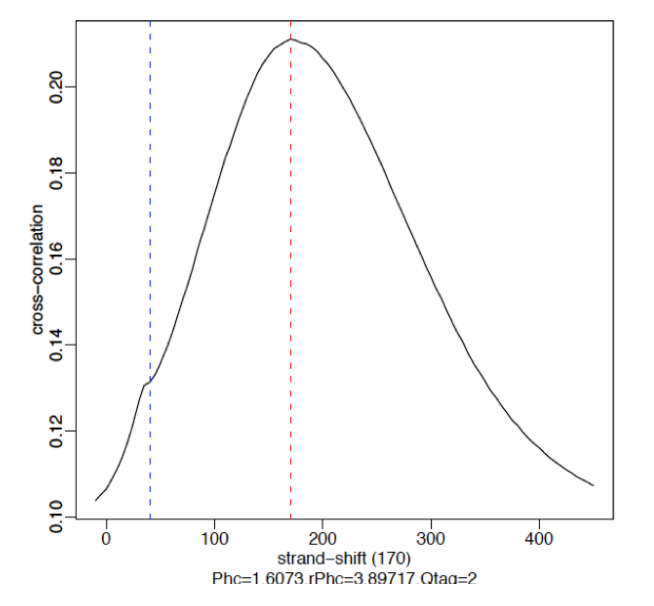 0.20
0.18
0.16
0.14
0.12
0.10
cross-correlation
0 100 200 300 400
strand-shift (170)
Phc=1.6073,rPhc=3.89717,Qtag=2